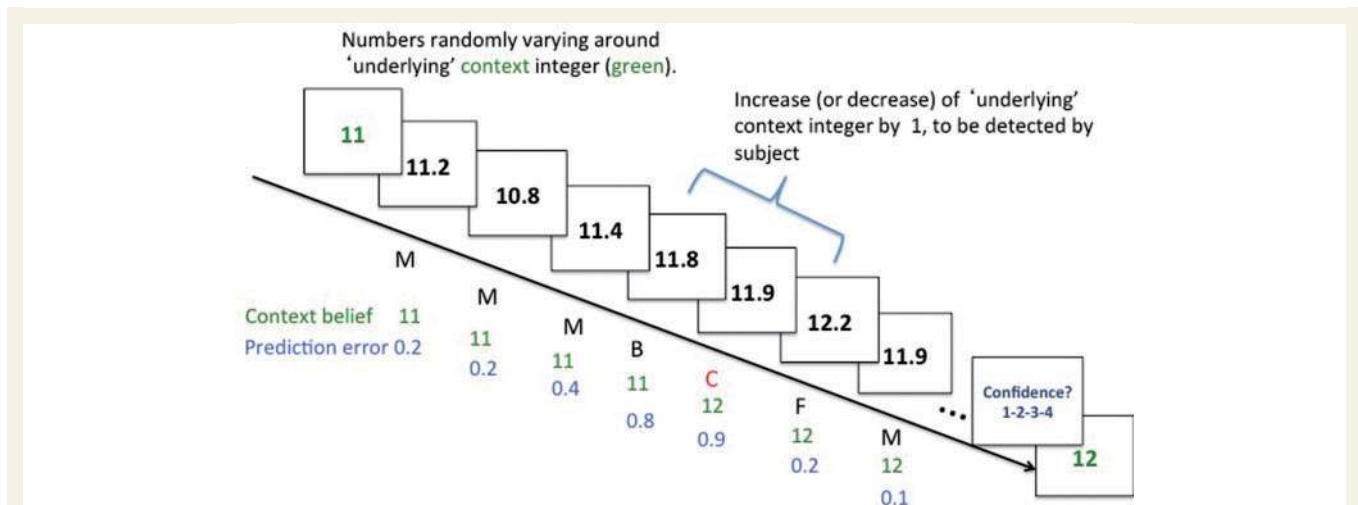 Numbers randomly varying around
‘underlying’ context integer (green).
Increase (or decrease) of ‘underlying’
context integer by 1, to be detected by
subject
11
11.2
10.8
11.4
11.8
11.9
12.2
11.9
Confidence?
1-2-3-4
12
M
Context belief 11
Prediction error 0.2
M
11
0.2
M
11
0.4
B
11
0.8
C
12
0.9
F
12
0.2
M
12
0.1
...